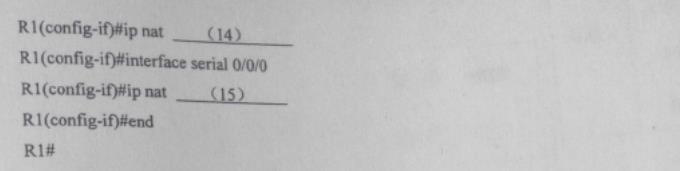 R1(config-if)#ip nat （14）
R1(config-if)#interface serial 0/0/0
R1(config-if)#ip nat （15）
R1(config-if)#end
R1#